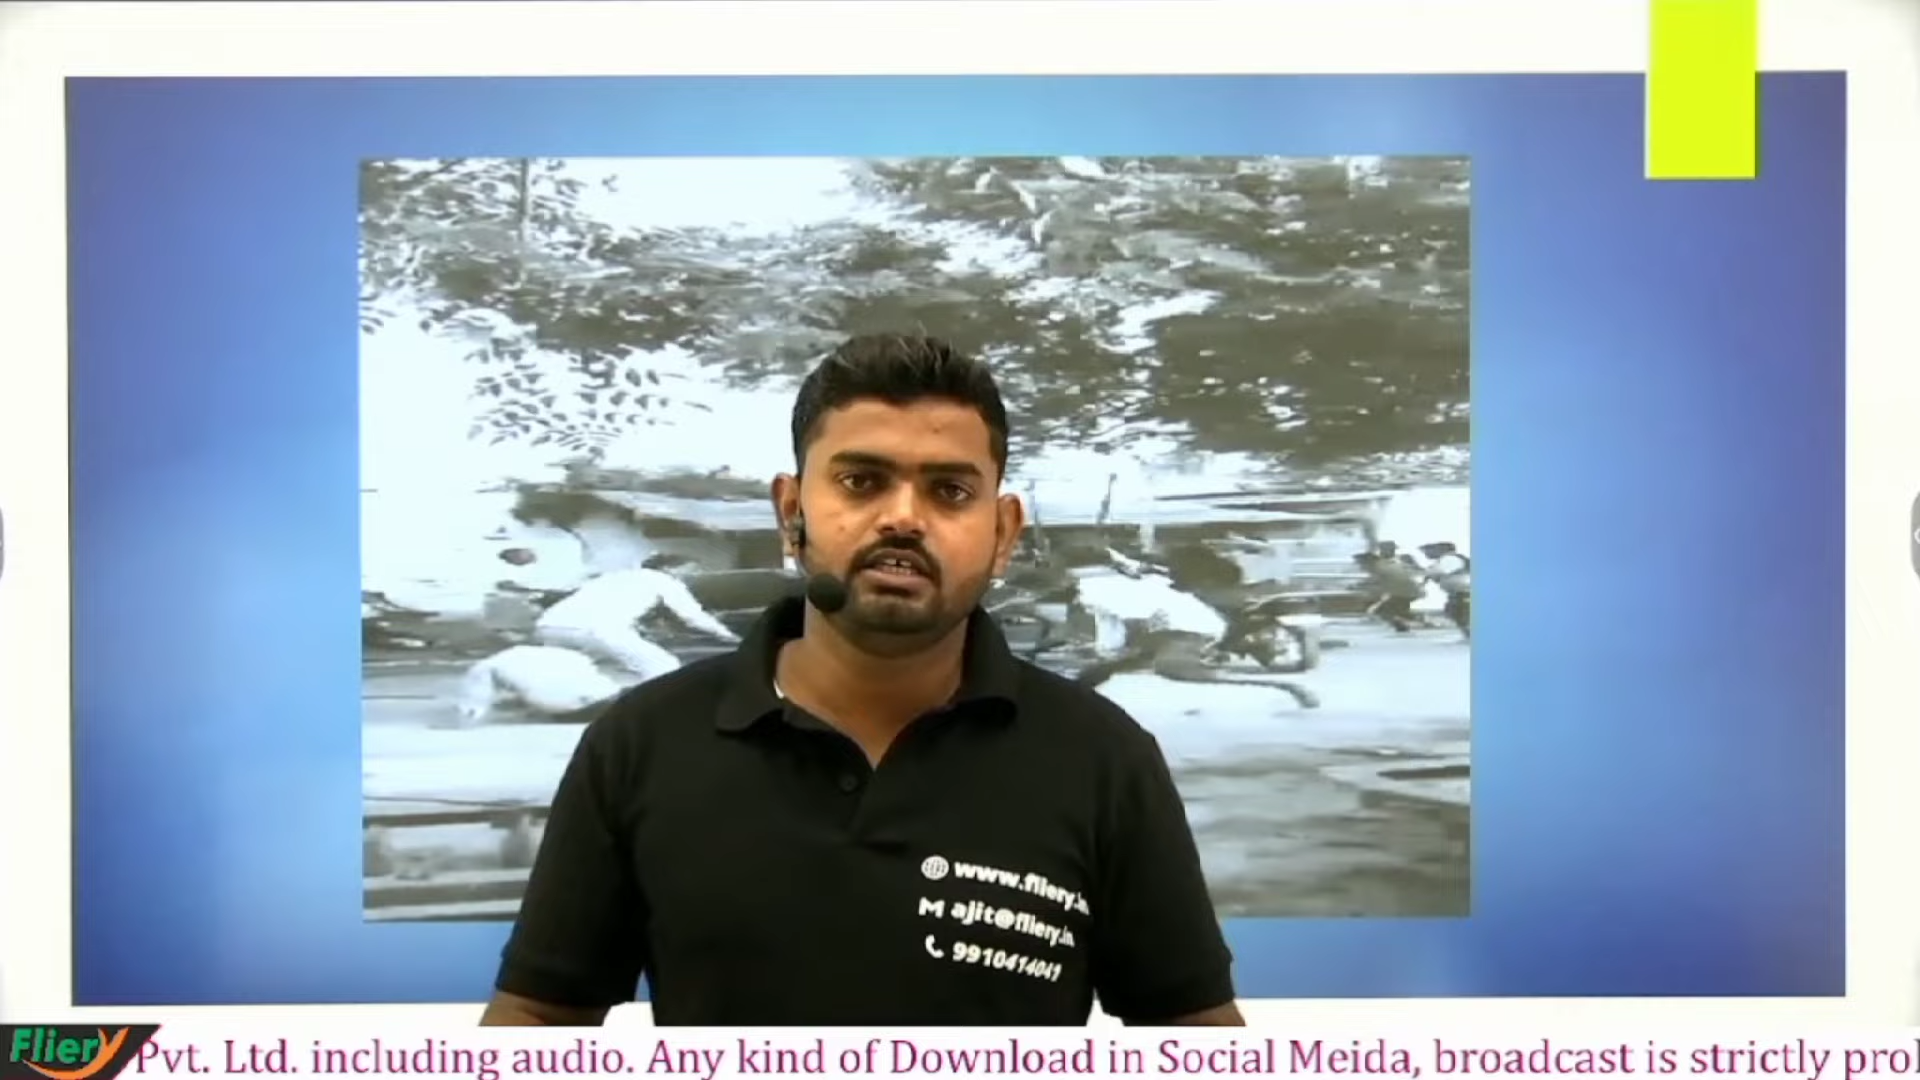 www.fliery.in
ajit@fliery.in
9910414041
Fliery
Pvt. Ltd. including audio. Any kind of Download in Social Meida, broadcast is strictly prol